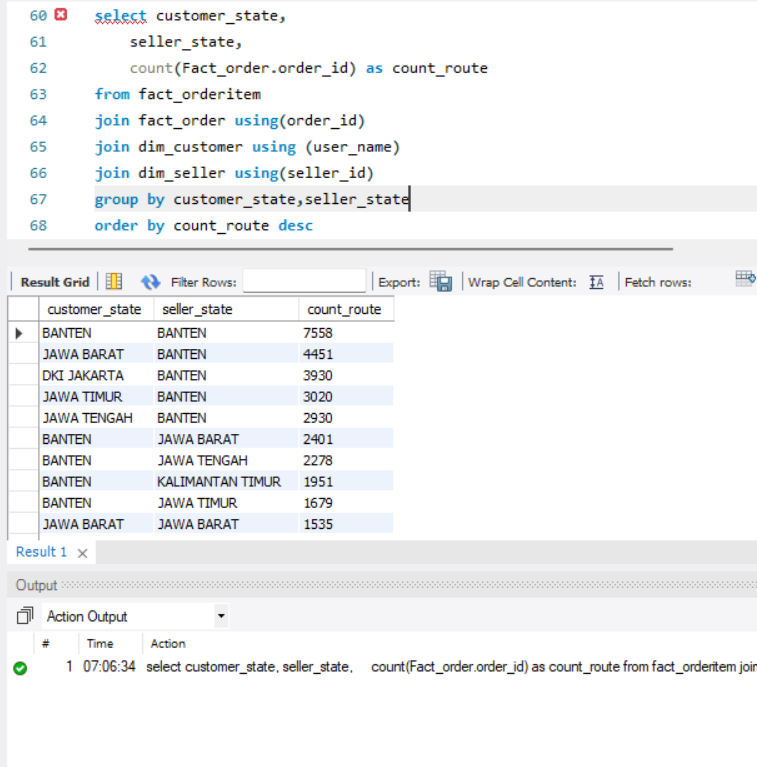 60 select customer_state,
61 seller_state,
62 count(Fact_order.order_id) as count_route
63 from fact_orderitem
64 join fact_order using(order_id)
65 join dim_customer using (user_name)
66 join dim_seller using(seller_id)
67 group by customer_state,seller_state
68 order by count_route desc
Result Grid Filter Rows: Export: Wrap Cell Content: Fetch rows:
customer_state seller_state count_route
BANTEN BANTEN 7558
JAWA BARAT BANTEN 4451
DKI JAKARTA BANTEN 3930
JAWA TIMUR BANTEN 3020
JAWA TENGAH BANTEN 2930
BANTEN JAWA BARAT 2401
BANTEN JAWA TENGAH 2278
BANTEN KALIMANTAN TIMUR 1951
BANTEN JAWA TIMUR 1679
JAWA BARAT JAWA BARAT 1535
Result 1
Output
Action Output
# Time Action
1 07:06:34 select customer_state, seller_state, count(Fact_order.order_id) as count_route from fact_orderitem join